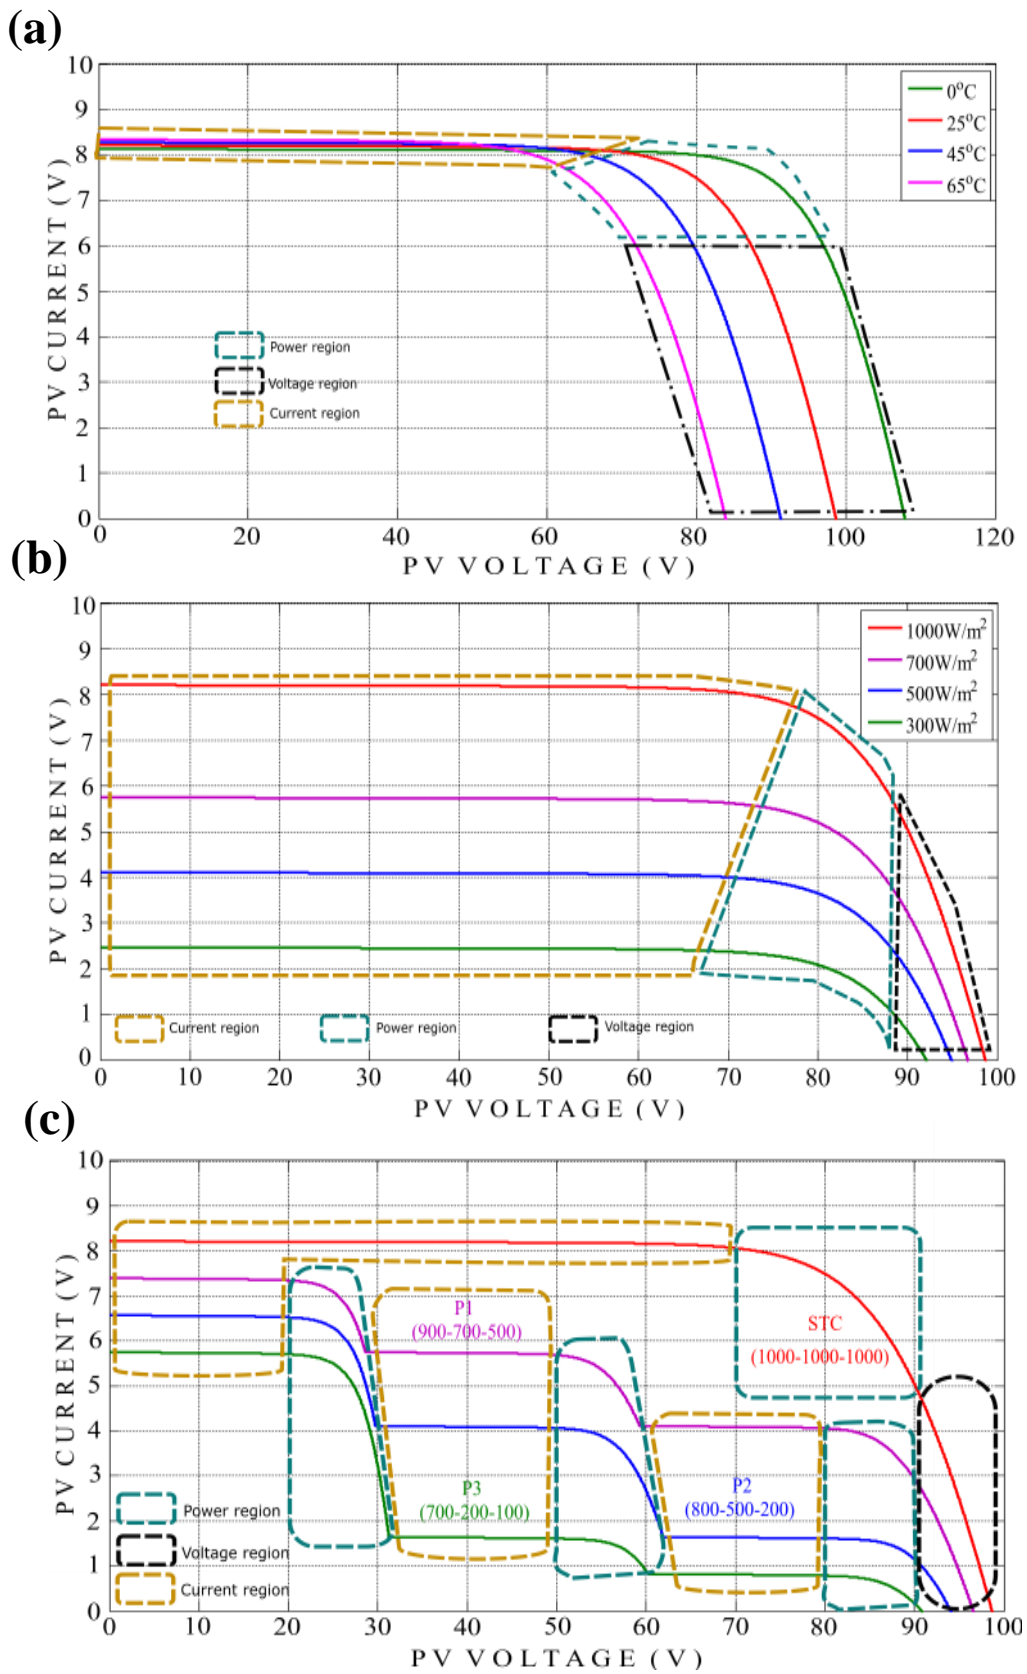 (a)
10
9
8
7
6
5
4
3
2
1
0
PV CURRENT (V)
0°C
25°C
45°C
65°C
Power region
Voltage region
Current region
20
40
60
80
100
120
PV VOLTAGE (V)
(b)
10
9
8
7
6
5
4
3
2
1
0
PV CURRENT (V)
1000W/m²
700W/m²
500W/m²
300W/m²
Current region
Power region
Voltage region
0
10
20
30
40
50
60
70
80
90
100
PV VOLTAGE (V)
(c)
10
9
8
7
6
5
4
3
2
1
0
PV CURRENT (V)
P1
(900-700-500)
STC
(1000-1000-1000)
P3
(700-200-100)
P2
(800-500-200)
Power region
Voltage region
Current region
0
10
20
30
40
50
60
70
80
90
100
PV VOLTAGE (V)